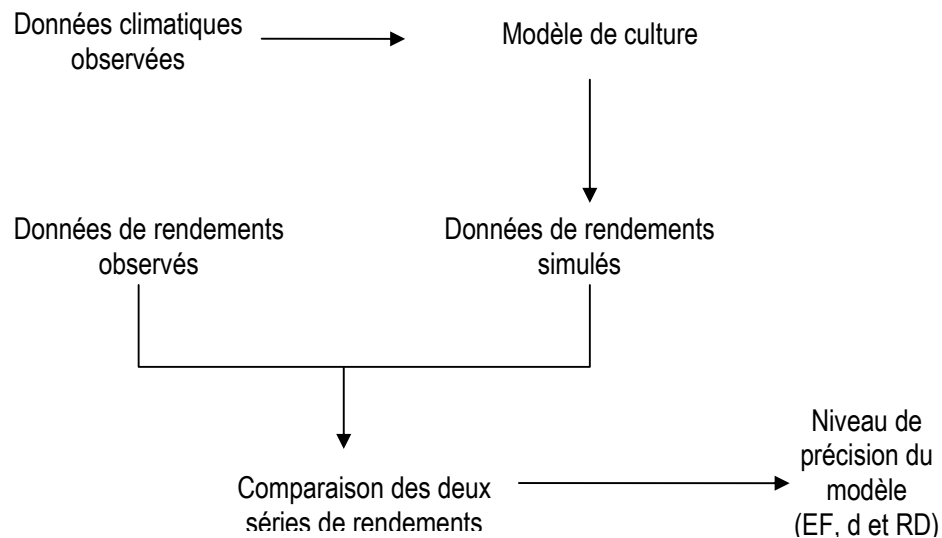 Données climatiques
observées
Modèle de culture
Données de rendements
observés
Données de rendements
simulés
Comparaison des deux
séries de rendements
Niveau de
précision du
modèle
(EF, d et RD)